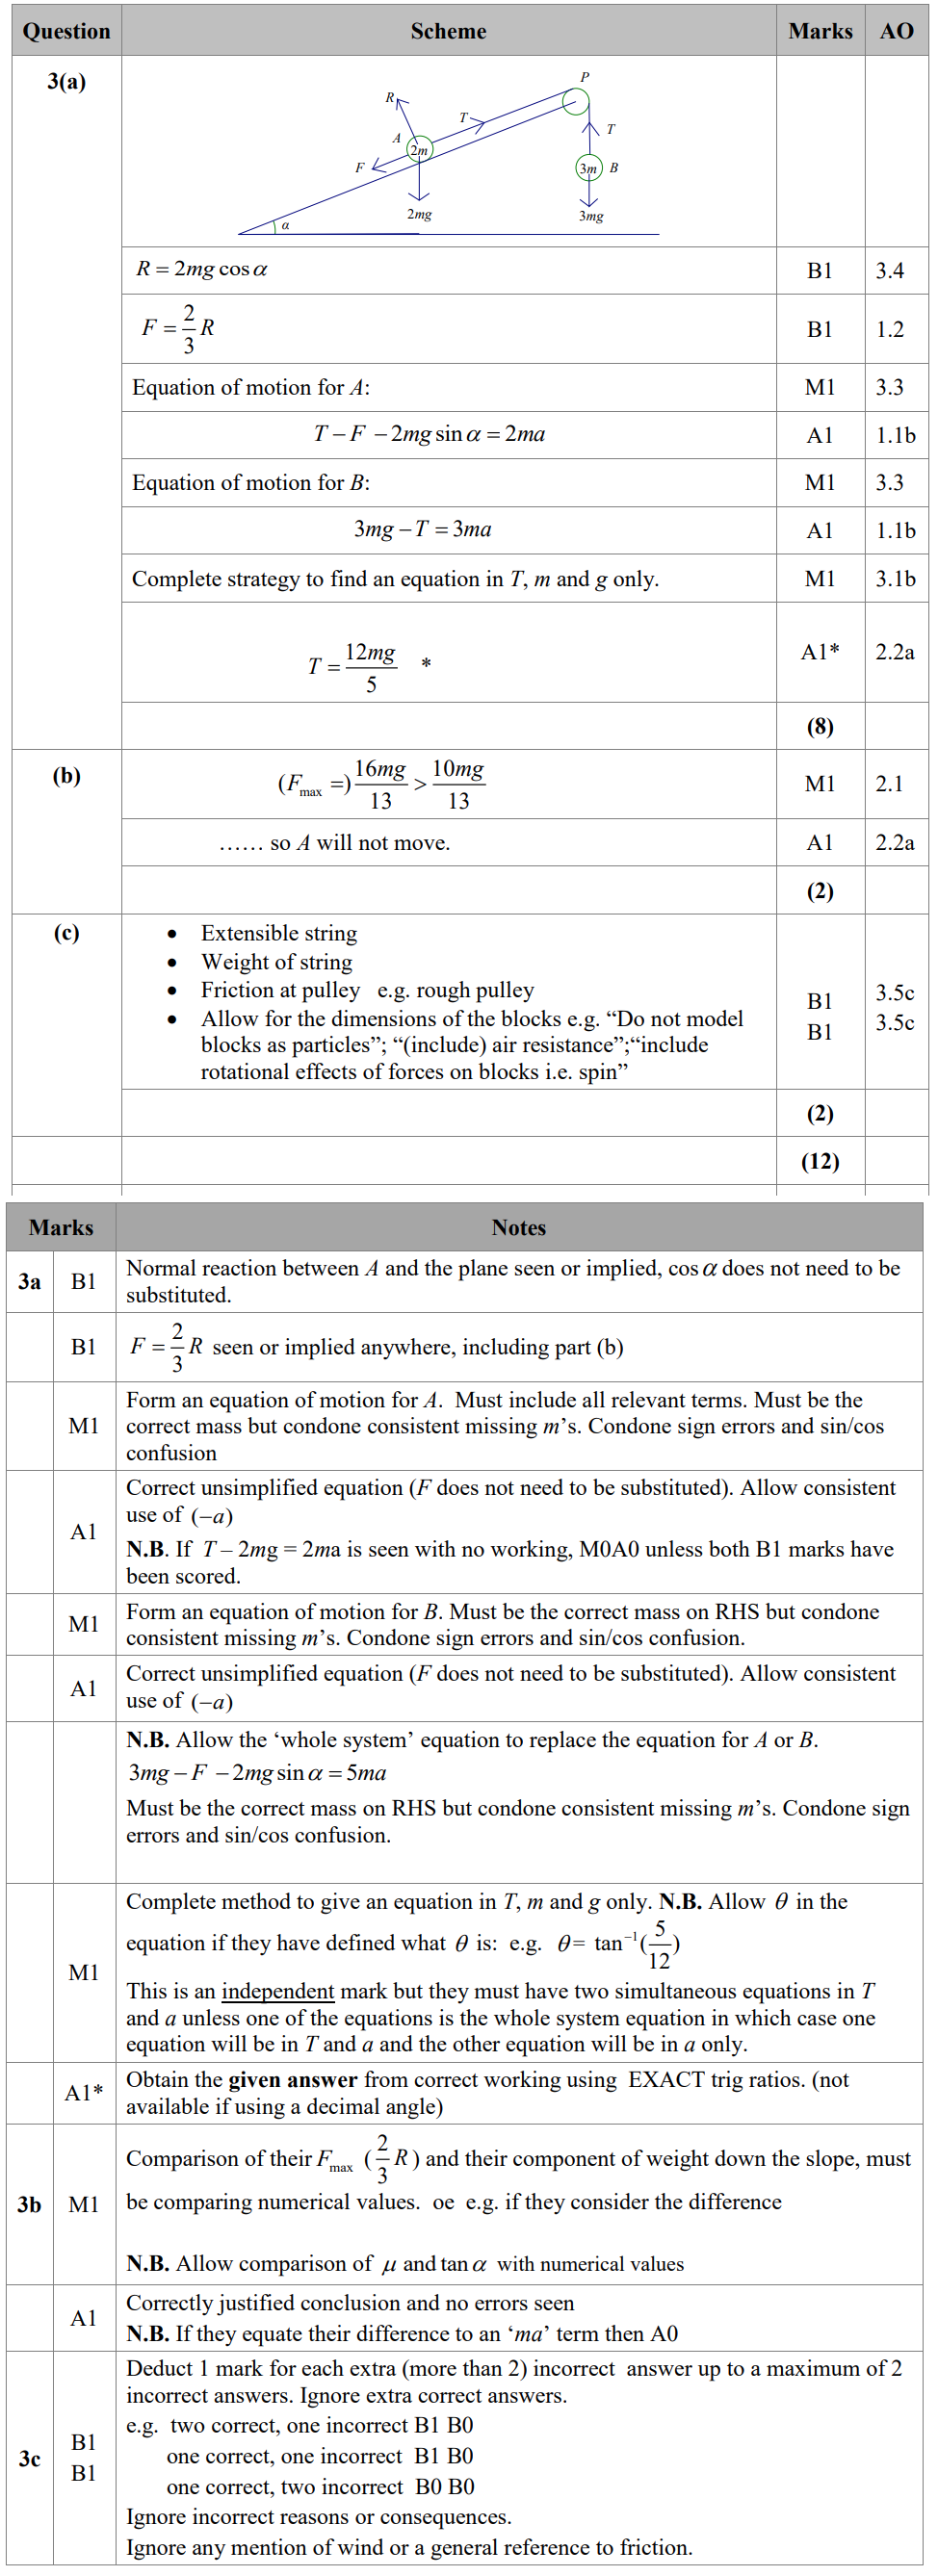 Question Scheme Marks AO
3(a)
P
R
T
A
2m
T
F
3m B
2mg
3mg
α
R = 2mg cos α B1 3.4
F = 2/3 R B1 1.2
Equation of motion for A: M1 3.3
T − F − 2mg sin α = 2ma A1 1.1b
Equation of motion for B: M1 3.3
3mg − T = 3ma A1 1.1b
Complete strategy to find an equation in T, m and g only. M1 3.1b
T = 12mg/5 * A1* 2.2a
(8)
(b) (Fmax =) 16mg/13 > 10mg/13 M1 2.1
…… so A will not move. A1 2.2a
(2)
(c)
• Extensible string
• Weight of string
• Friction at pulley e.g. rough pulley
• Allow for the dimensions of the blocks e.g. “Do not model
blocks as particles”; “(include) air resistance”;“include
rotational effects of forces on blocks i.e. spin”
B1 3.5c
B1 3.5c
(2)
(12)
Marks Notes
3a B1 Normal reaction between A and the plane seen or implied, cos α does not need to be
substituted.
B1 F = 2/3 R seen or implied anywhere, including part (b)
M1 Form an equation of motion for A. Must include all relevant terms. Must be the
correct mass but condone consistent missing m’s. Condone sign errors and sin/cos
confusion
A1 Correct unsimplified equation (F does not need to be substituted). Allow consistent
use of (−a)
N.B. If T – 2mg = 2ma is seen with no working, M0A0 unless both B1 marks have
been scored.
M1 Form an equation of motion for B. Must be the correct mass on RHS but condone
consistent missing m’s. Condone sign errors and sin/cos confusion.
A1 Correct unsimplified equation (F does not need to be substituted). Allow consistent
use of (−a)
N.B. Allow the ‘whole system’ equation to replace the equation for A or B.
3mg − F − 2mg sin α = 5ma
Must be the correct mass on RHS but condone consistent missing m’s. Condone sign
errors and sin/cos confusion.
M1 Complete method to give an equation in T, m and g only. N.B. Allow θ in the
equation if they have defined what θ is: e.g. θ = tan⁻¹(5/12)
This is an independent mark but they must have two simultaneous equations in T
and a unless one of the equations is the whole system equation in which case one
equation will be in T and a and the other equation will be in a only.
A1* Obtain the given answer from correct working using EXACT trig ratios. (not
available if using a decimal angle)
3b M1 Comparison of their Fmax (2/3 R) and their component of weight down the slope, must
be comparing numerical values. oe e.g. if they consider the difference
N.B. Allow comparison of μ and tan α with numerical values
A1 Correctly justified conclusion and no errors seen
N.B. If they equate their difference to an ‘ma’ term then A0
3c B1 B1 Deduct 1 mark for each extra (more than 2) incorrect answer up to a maximum of 2
incorrect answers. Ignore extra correct answers.
e.g. two correct, one incorrect B1 B0
one correct, one incorrect B1 B0
one correct, two incorrect B0 B0
Ignore incorrect reasons or consequences.
Ignore any mention of wind or a general reference to friction.